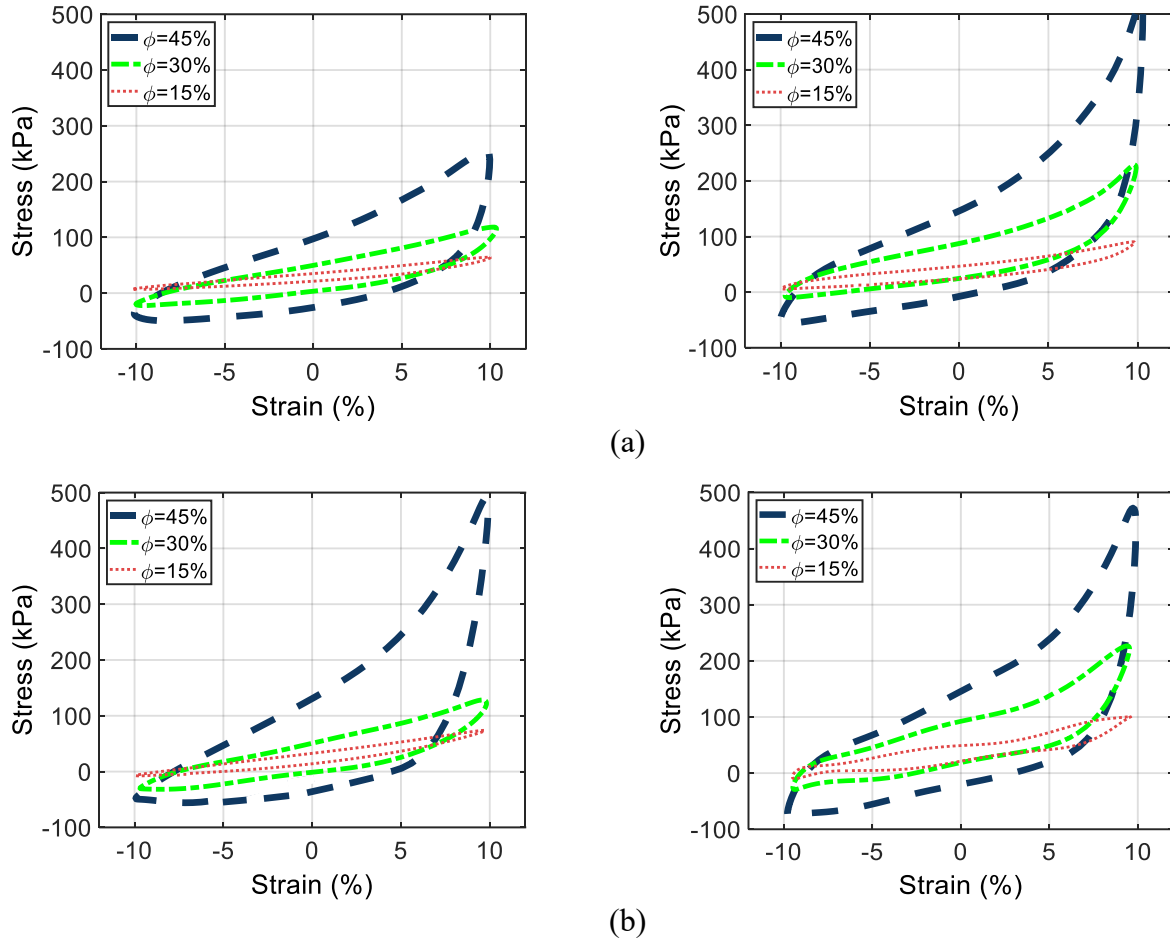 500
400
300
200
100
0
-100
Stress (kPa)
ϕ=45%
ϕ=30%
ϕ=15%
-10 -5 0 5 10
Strain (%)
500
400
300
200
100
0
-100
Stress (kPa)
ϕ=45%
ϕ=30%
ϕ=15%
-10 -5 0 5 10
Strain (%)
(a)
500
400
300
200
100
0
-100
Stress (kPa)
ϕ=45%
ϕ=30%
ϕ=15%
-10 -5 0 5 10
Strain (%)
500
400
300
200
100
0
-100
Stress (kPa)
ϕ=45%
ϕ=30%
ϕ=15%
-10 -5 0 5 10
Strain (%)
(b)